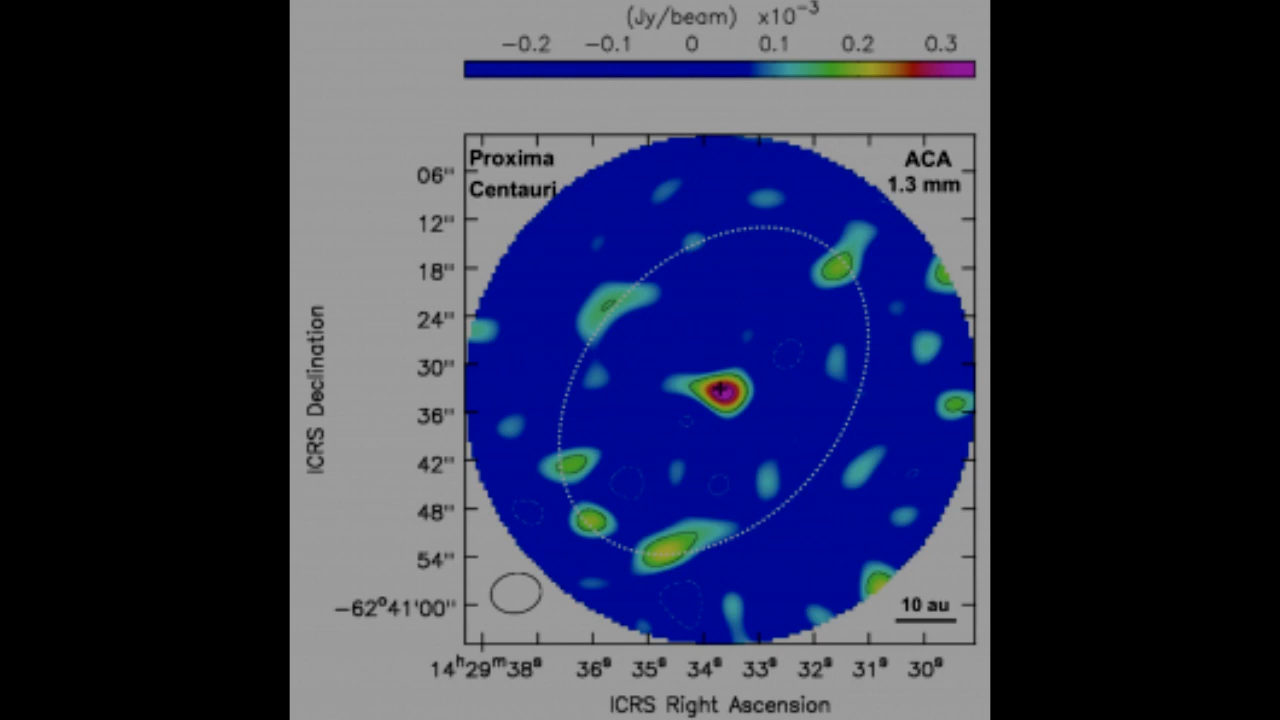 (Jy/beam) x10⁻³
−0.2 −0.1 0 0.1 0.2 0.3
Proxima
Centauri
ACA
1.3 mm
06"
12"
18"
24"
30"
36"
42"
48"
54"
−62°41'00"
ICRS Declination
10 au
14ʰ29ᵐ38ˢ 36ˢ 35ˢ 34ˢ 33ˢ 32ˢ 31ˢ 30ˢ
ICRS Right Ascension